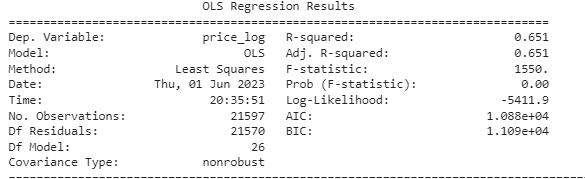 OLS Regression Results
==============================================================================
Dep. Variable: price_log R-squared: 0.651
Model: OLS Adj. R-squared: 0.651
Method: Least Squares F-statistic: 1550.
Date: Thu, 01 Jun 2023 Prob (F-statistic): 0.00
Time: 20:35:51 Log-Likelihood: -5411.9
No. Observations: 21597 AIC: 1.088e+04
Df Residuals: 21570 BIC: 1.109e+04
Df Model: 26
Covariance Type: nonrobust
------------------------------------------------------------------------------------